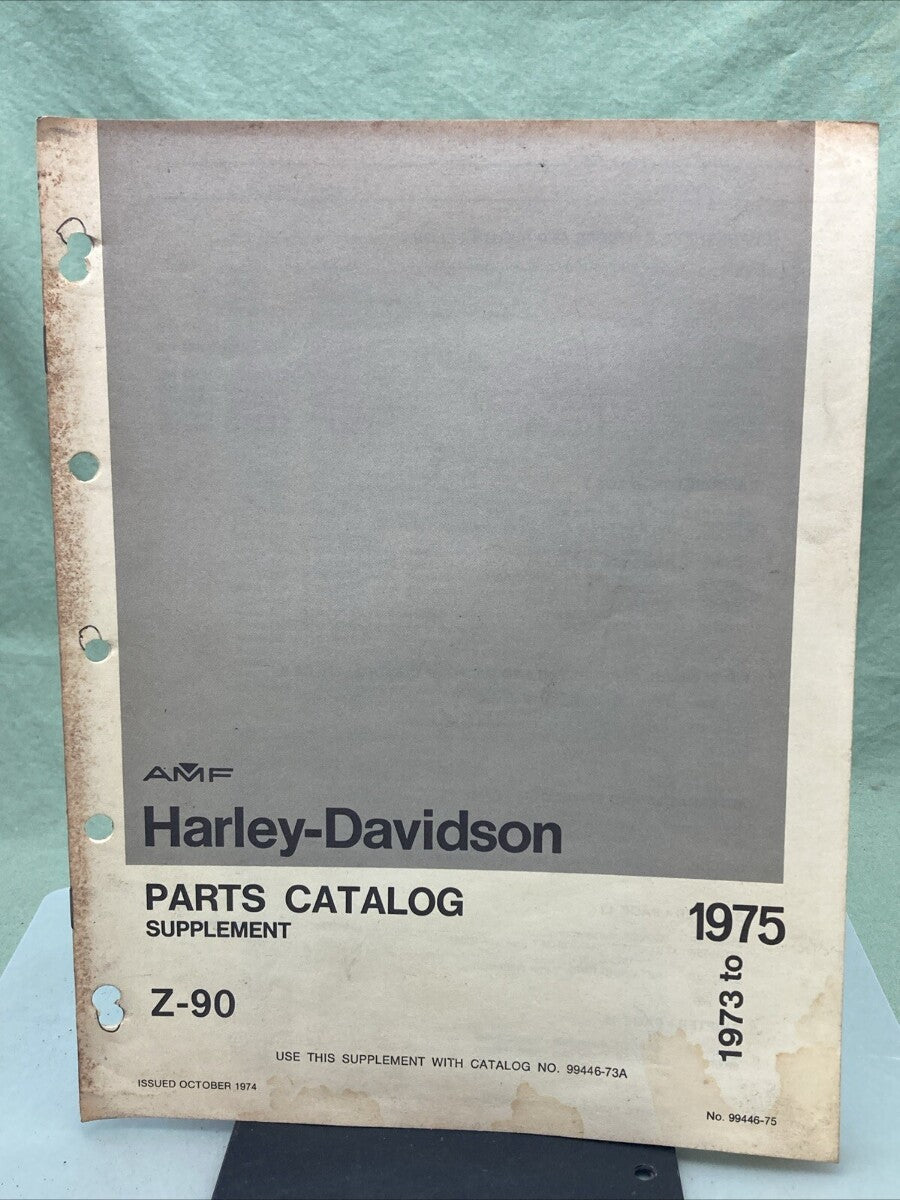 AMF
Harley-Davidson
PARTS CATALOG
SUPPLEMENT
1975
1973 to
Z-90
USE THIS SUPPLEMENT WITH CATALOG NO. 99446-73A
ISSUED OCTOBER 1974
No. 99446-75